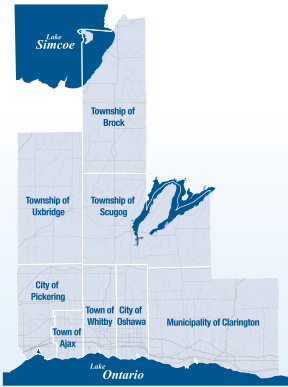 Lake
Simcoe
Township of
Brock
Township of
Uxbridge
Township of
Scugog
City of
Pickering
Town of
Ajax
Town of
Whitby
City of
Oshawa
Municipality of Clarington
Lake
Ontario